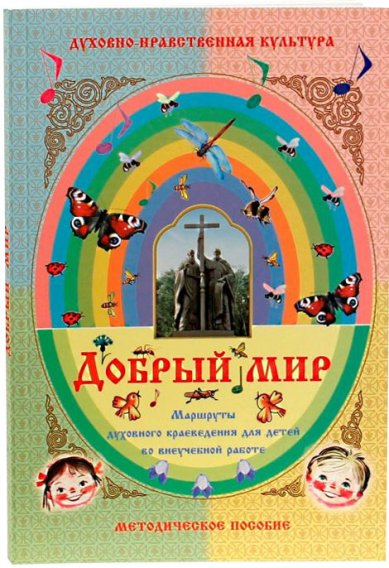 ДУХОВНО-НРАВСТВЕННАЯ КУЛЬТУРА
ДОБРЫЙ МИР
ДОБРЫЙ МИР
Маршруты
духовного краеведения для детей
во внеучебной работе
МЕТОДИЧЕСКОЕ ПОСОБИЕ